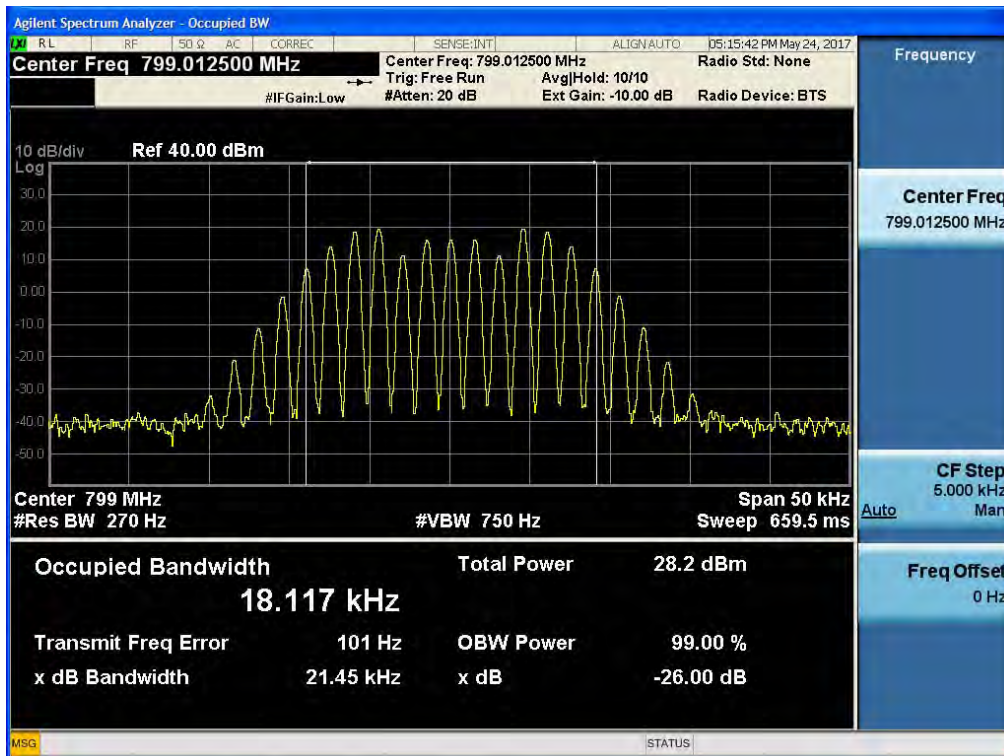 Agilent Spectrum Analyzer - Occupied BW
LXI RL RF 50 Ω AC CORREC SENSE:INT ALIGNAUTO 05:15:42 PM May 24, 2017
Center Freq 799.012500 MHz
Center Freq: 799.012500 MHz
Radio Std: None
Trig: Free Run
Avg|Hold: 10/10
#IFGain:Low
#Atten: 20 dB
Ext Gain: -10.00 dB
Radio Device: BTS
10 dB/div
Ref 40.00 dBm
Log
30.0
20.0
10.0
0.00
-10.0
-20.0
-30.0
-40.0
-50.0
Center 799 MHz
Span 50 kHz
#Res BW 270 Hz
#VBW 750 Hz
Sweep 659.5 ms
Occupied Bandwidth
Total Power 28.2 dBm
18.117 kHz
Transmit Freq Error 101 Hz
OBW Power 99.00 %
x dB Bandwidth 21.45 kHz
x dB -26.00 dB
Frequency
Center Freq
799.012500 MHz
CF Step
5.000 kHz
Auto Man
Freq Offset
0 Hz
MSG
STATUS